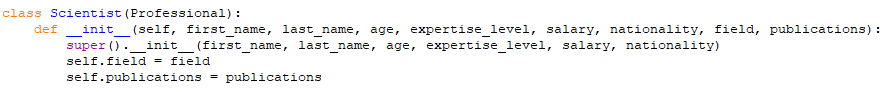 class Scientist(Professional):
    def __init__(self, first_name, last_name, age, expertise_level, salary, nationality, field, publications):
        super().__init__(first_name, last_name, age, expertise_level, salary, nationality)
        self.field = field
        self.publications = publications